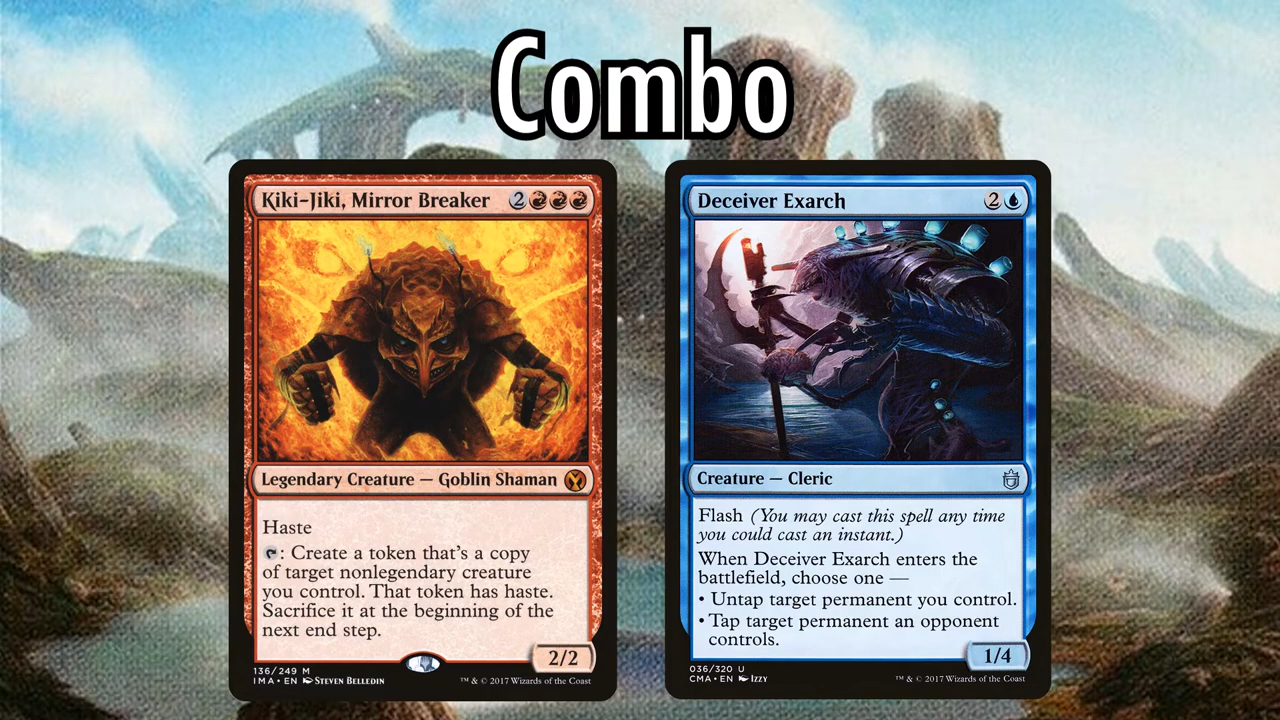 Combo
Kiki-Jiki, Mirror Breaker 2
Legendary Creature — Goblin Shaman
Haste
: Create a token that's a copy
of target nonlegendary creature
you control. That token has haste.
Sacrifice it at the beginning of the
next end step.
2/2
136/249 M
IMA • EN STEVEN BELLEDIN
™ & © 2017 Wizards of the Coast
Deceiver Exarch 2
Creature — Cleric
Flash (You may cast this spell any time
you could cast an instant.)
When Deceiver Exarch enters the
battlefield, choose one —
• Untap target permanent you control.
• Tap target permanent an opponent
controls.
1/4
036/320 U
CMA • EN IZZY
™ & © 2017 Wizards of the Coast